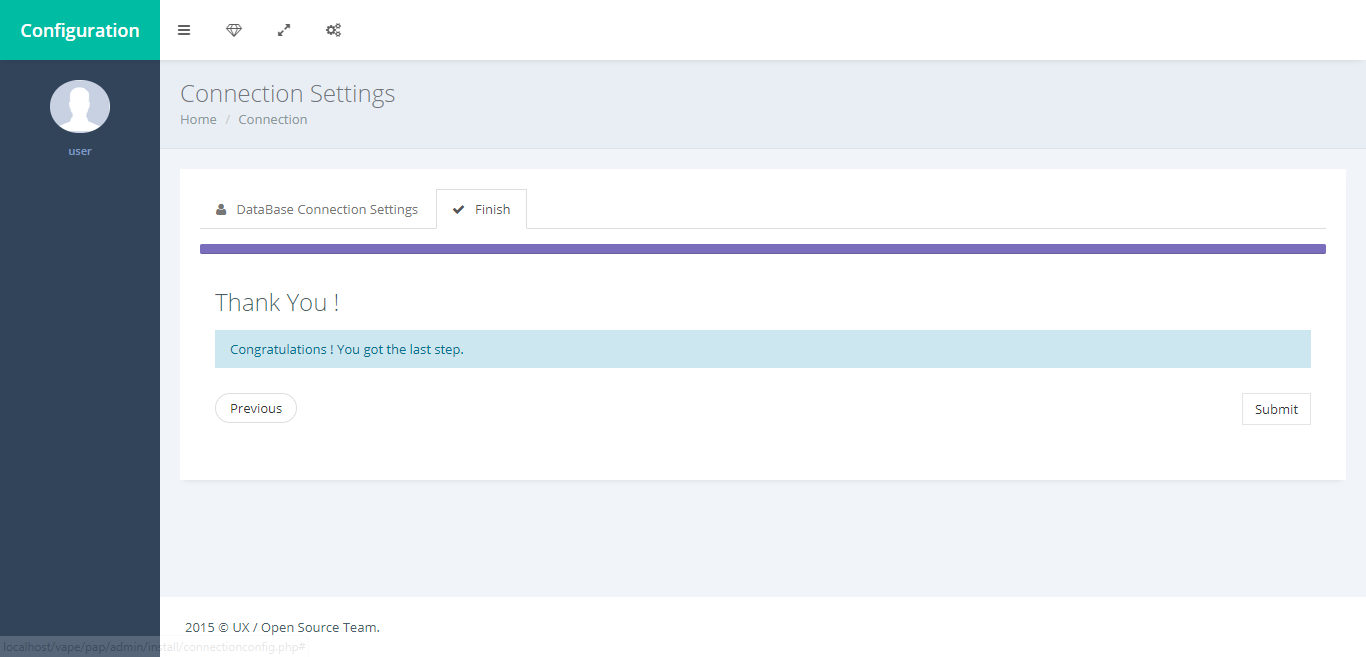 Configuration
user
Connection Settings
Home / Connection
DataBase Connection Settings
Finish
Thank You !
Congratulations ! You got the last step.
Previous
Submit
2015 © UX / Open Source Team.
localhost/vape/pap/admin/install/connectionconfig.php#